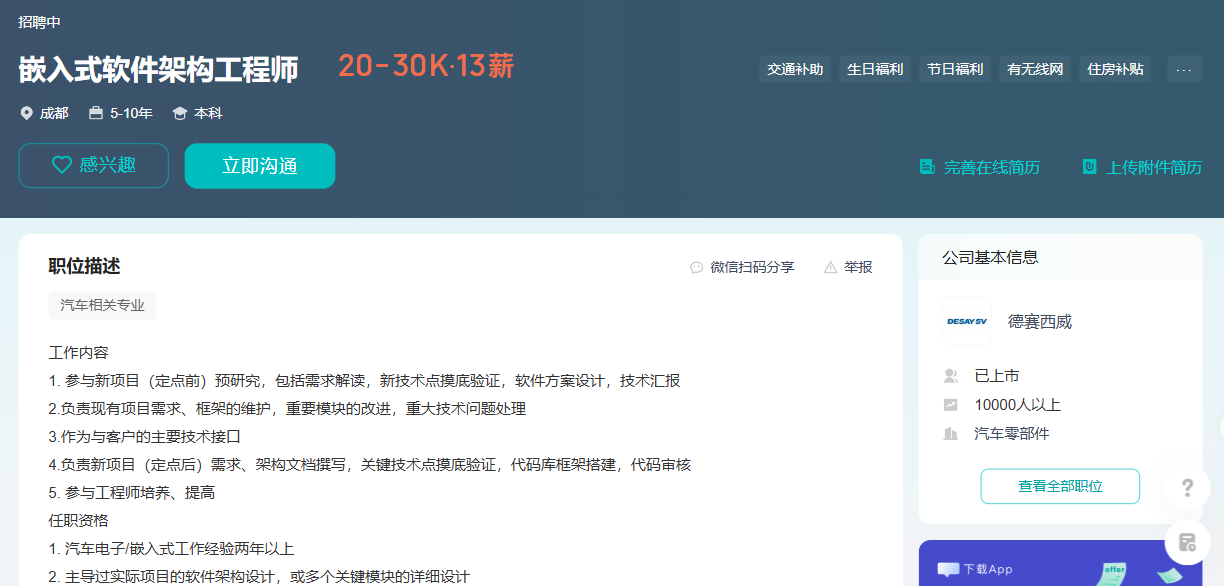 招聘中
嵌入式软件架构工程师 20-30K·13薪
交通补助 生日福利 节日福利 有无线网 住房补贴 ...
成都 5-10年 本科
感兴趣 立即沟通
完善在线简历 上传附件简历
职位描述
微信扫码分享 举报
汽车相关专业
工作内容
1. 参与新项目（定点前）预研究，包括需求解读，新技术点摸底验证，软件方案设计，技术汇报
2.负责现有项目需求、框架的维护，重要模块的改进，重大技术问题处理
3.作为与客户的主要技术接口
4.负责新项目（定点后）需求、架构文档撰写，关键技术点摸底验证，代码库框架搭建，代码审核
5. 参与工程师培养、提高
任职资格
1. 汽车电子/嵌入式工作经验两年以上
2. 主导过实际项目的软件架构设计，或多个关键模块的详细设计
公司基本信息
DESAY SV 德赛西威
已上市
10000人以上
汽车零部件
查看全部职位
?
下载App
offer